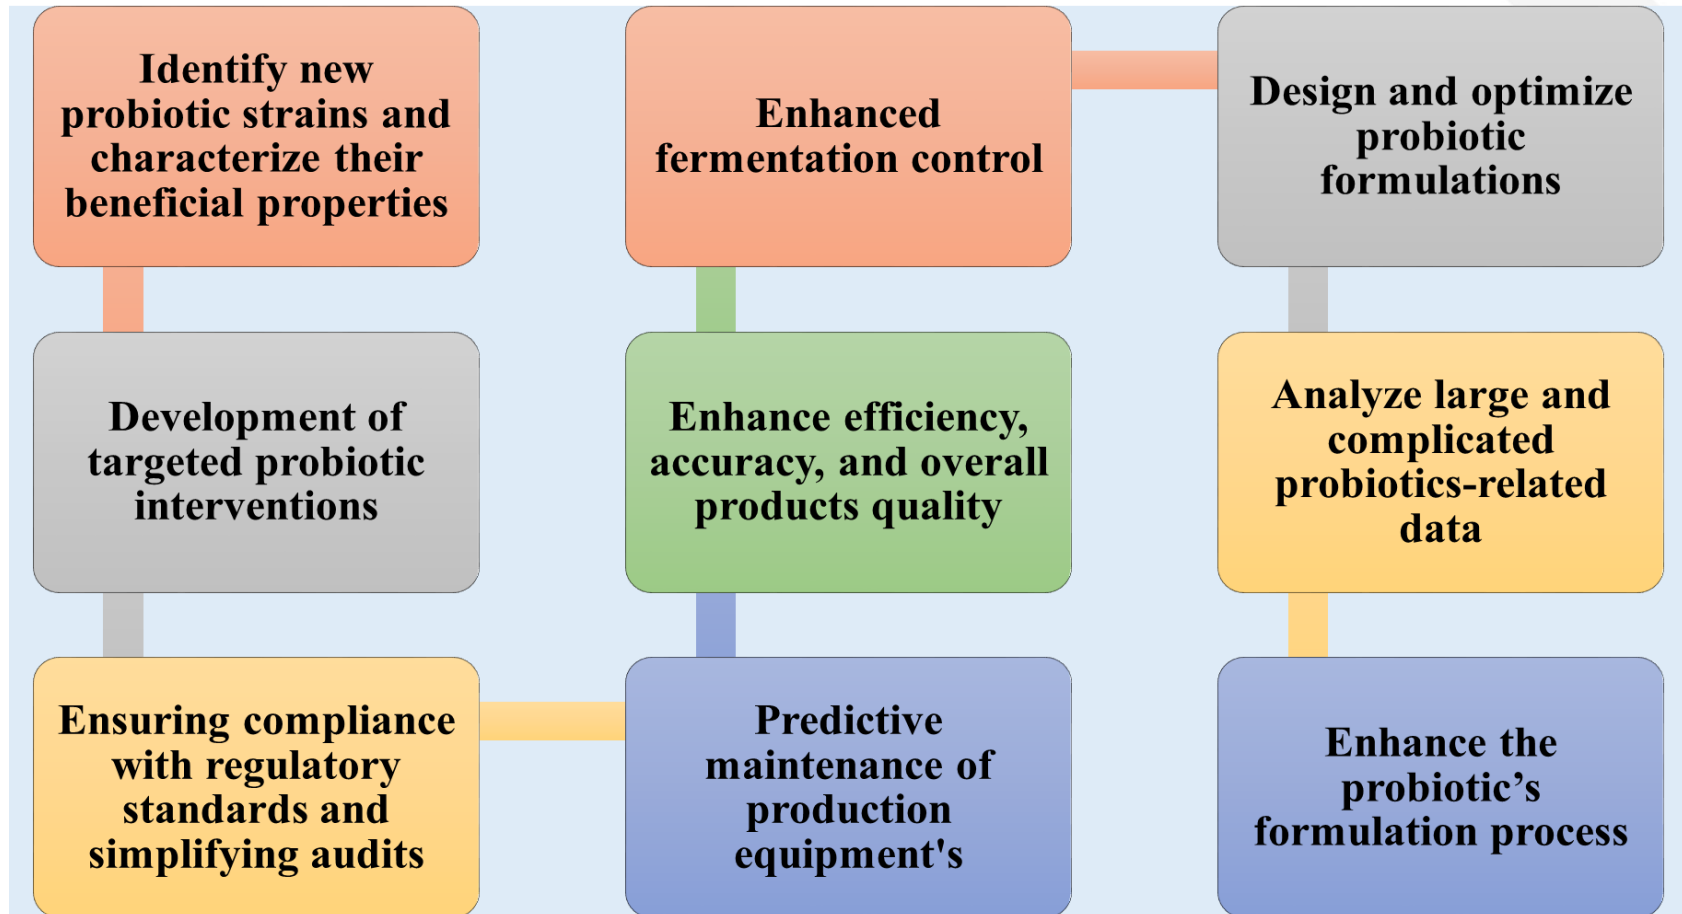 Identify new
probiotic strains and
characterize their
beneficial properties
Development of
targeted probiotic
interventions
Ensuring compliance
with regulatory
standards and
simplifying audits
Predictive
maintenance of
production
equipment's
Enhance efficiency,
accuracy, and overall
products quality
Enhanced
fermentation control
Design and optimize
probiotic
formulations
Analyze large and
complicated
probiotics-related
data
Enhance the
probiotic’s
formulation process